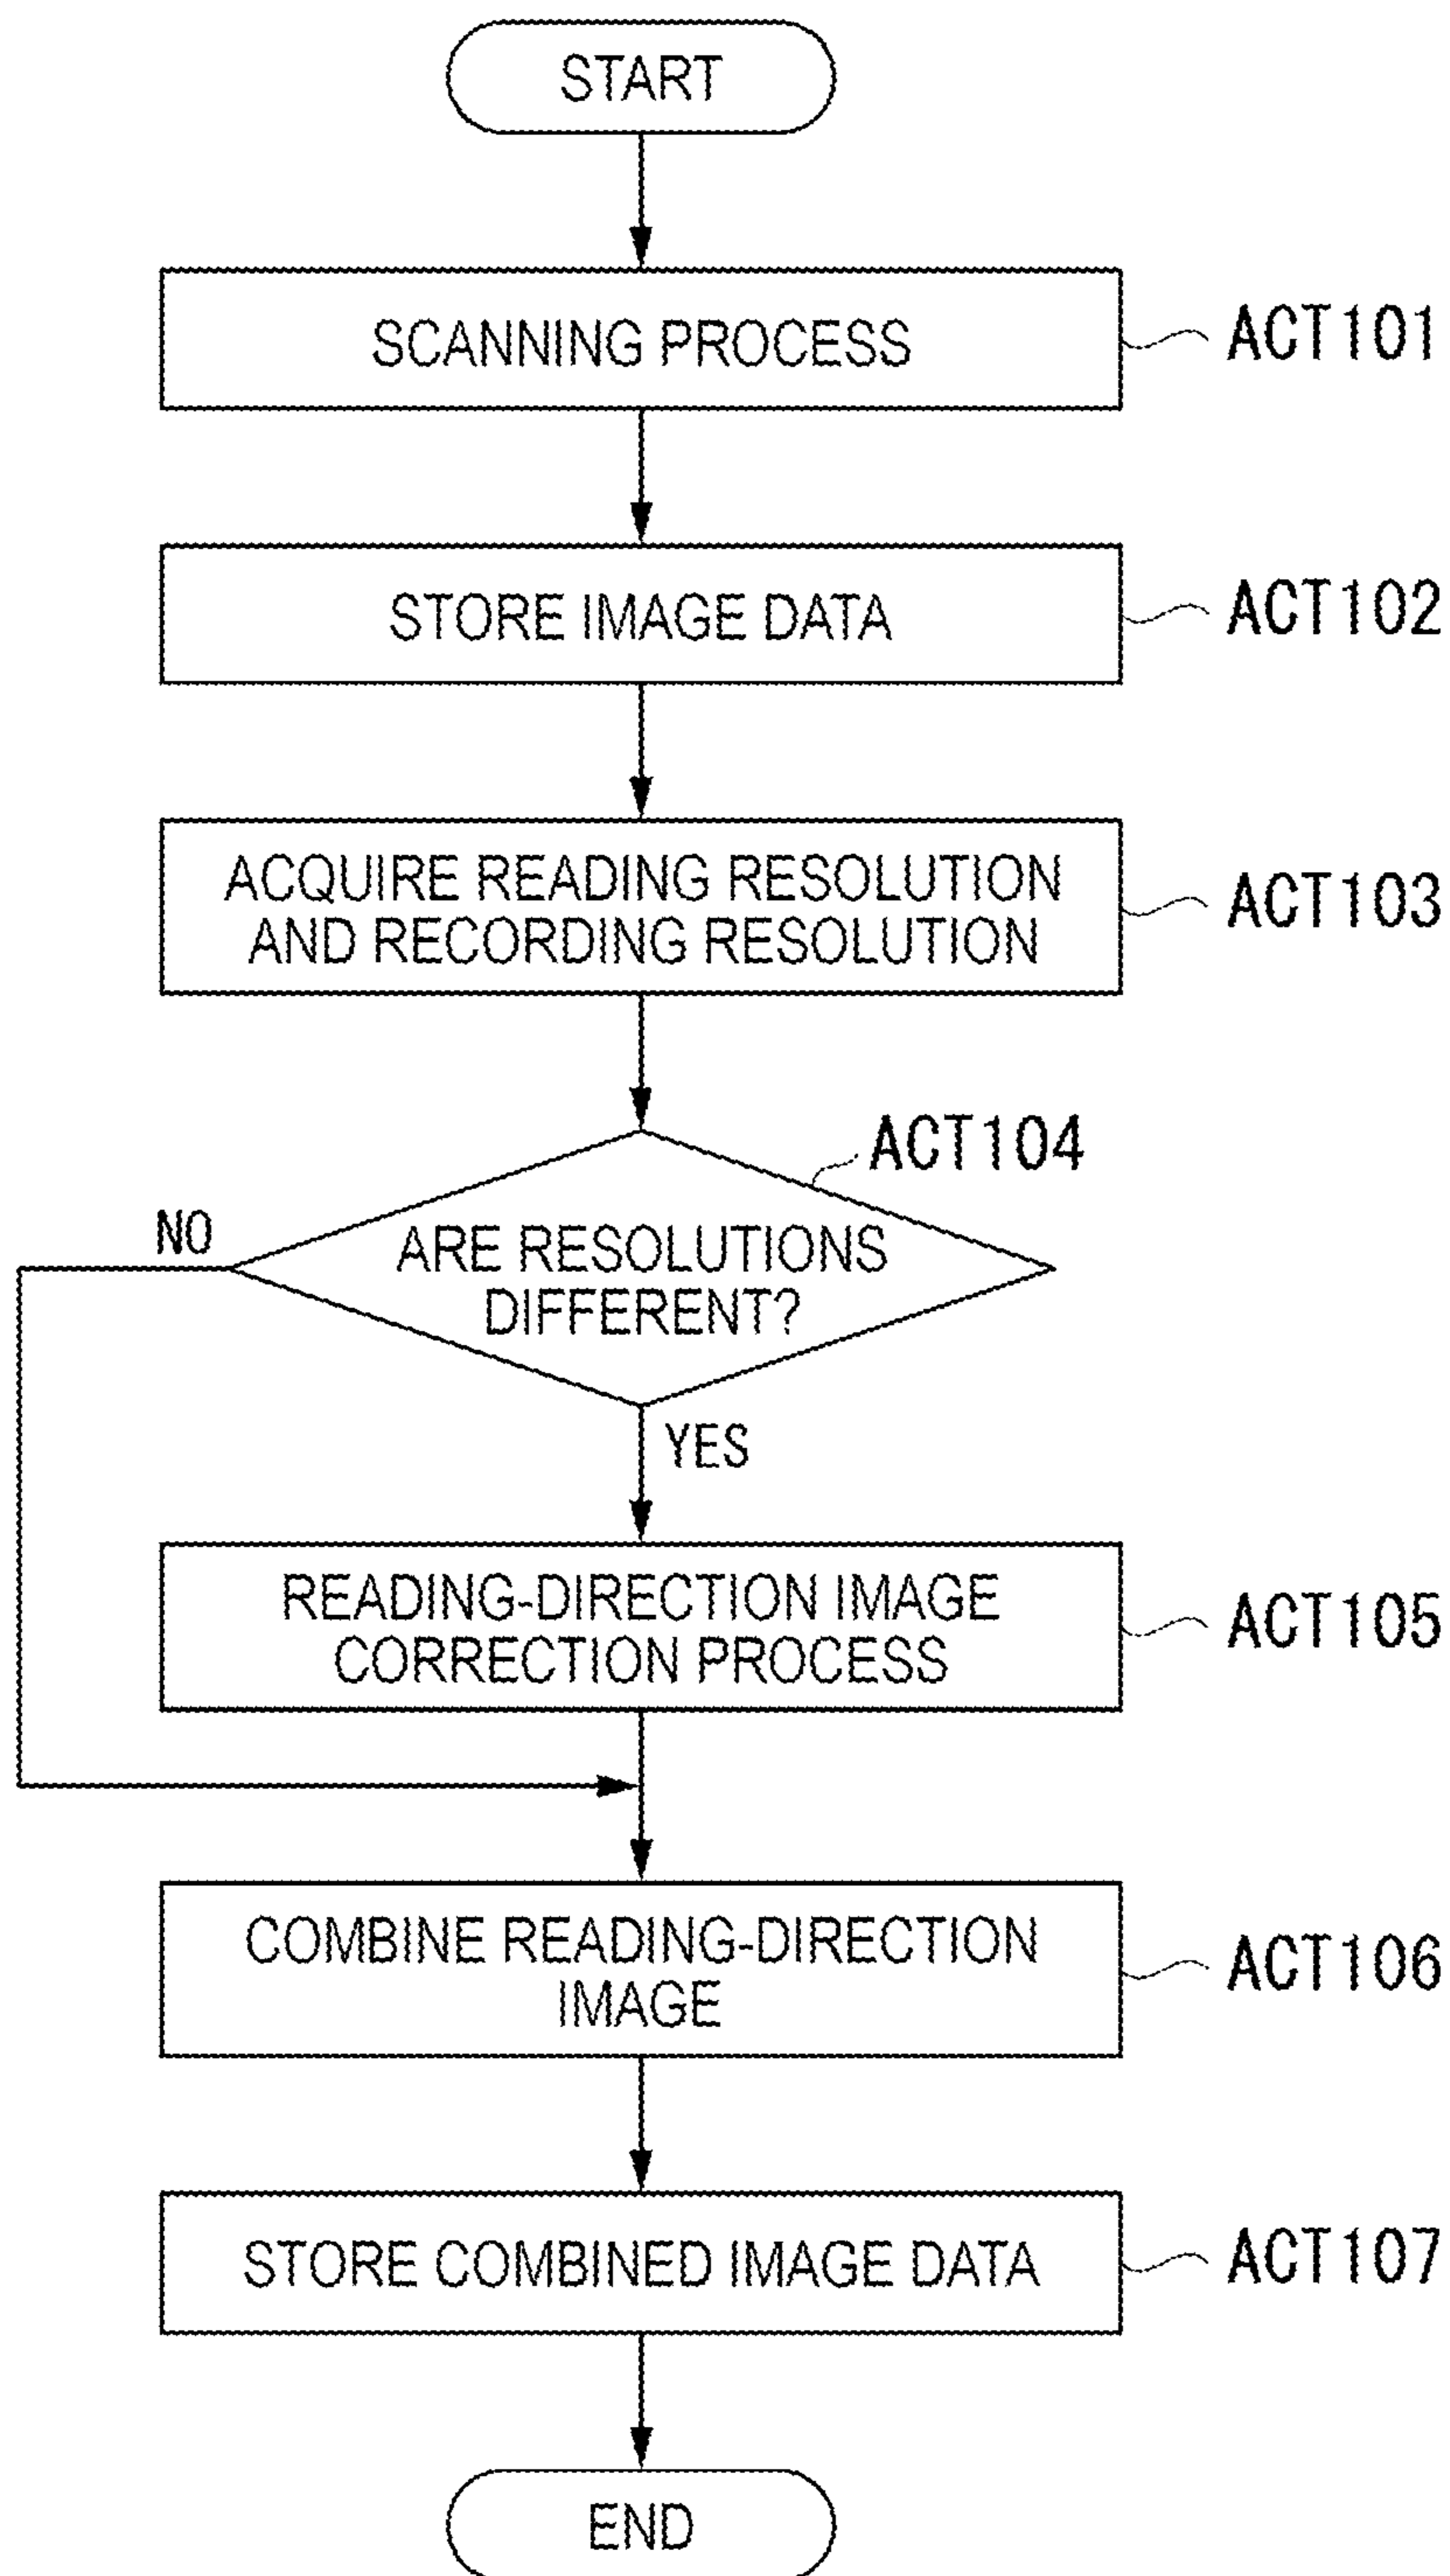 START
SCANNING PROCESS
ACT101
STORE IMAGE DATA
ACT102
ACQUIRE READING RESOLUTION
AND RECORDING RESOLUTION
ACT103
ACT104
NO
ARE RESOLUTIONS
DIFFERENT?
YES
READING-DIRECTION IMAGE
CORRECTION PROCESS
ACT105
COMBINE READING-DIRECTION
IMAGE
ACT106
STORE COMBINED IMAGE DATA
ACT107
END